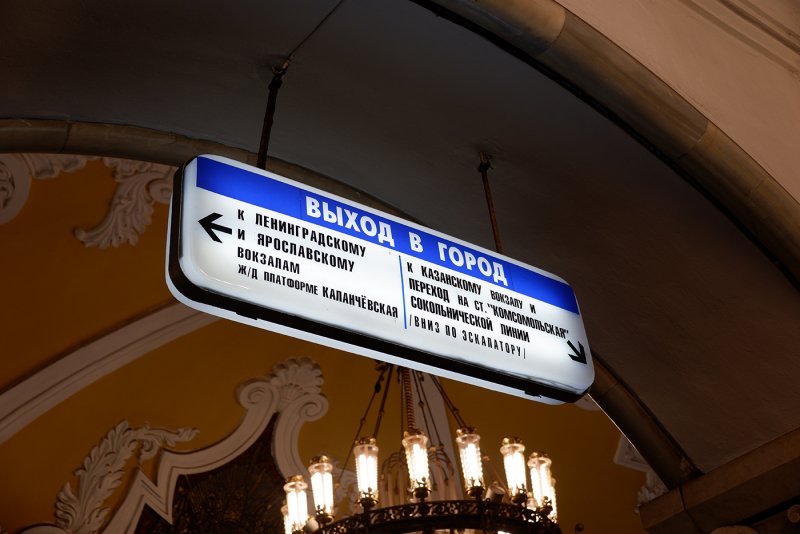 ВЫХОД В ГОРОД
К ЛЕНИНГРАДСКОМУ
И ЯРОСЛАВСКОМУ
ВОКЗАЛАМ
Ж/Д ПЛАТФОРМЕ КАЛАНЧЁВСКАЯ
К КАЗАНСКОМУ ВОКЗАЛУ И
ПЕРЕХОД НА СТ. "КОМСОМОЛЬСКАЯ"
СОКОЛЬНИЧЕСКОЙ ЛИНИИ
/ВНИЗ ПО ЭСКАЛАТОРУ/